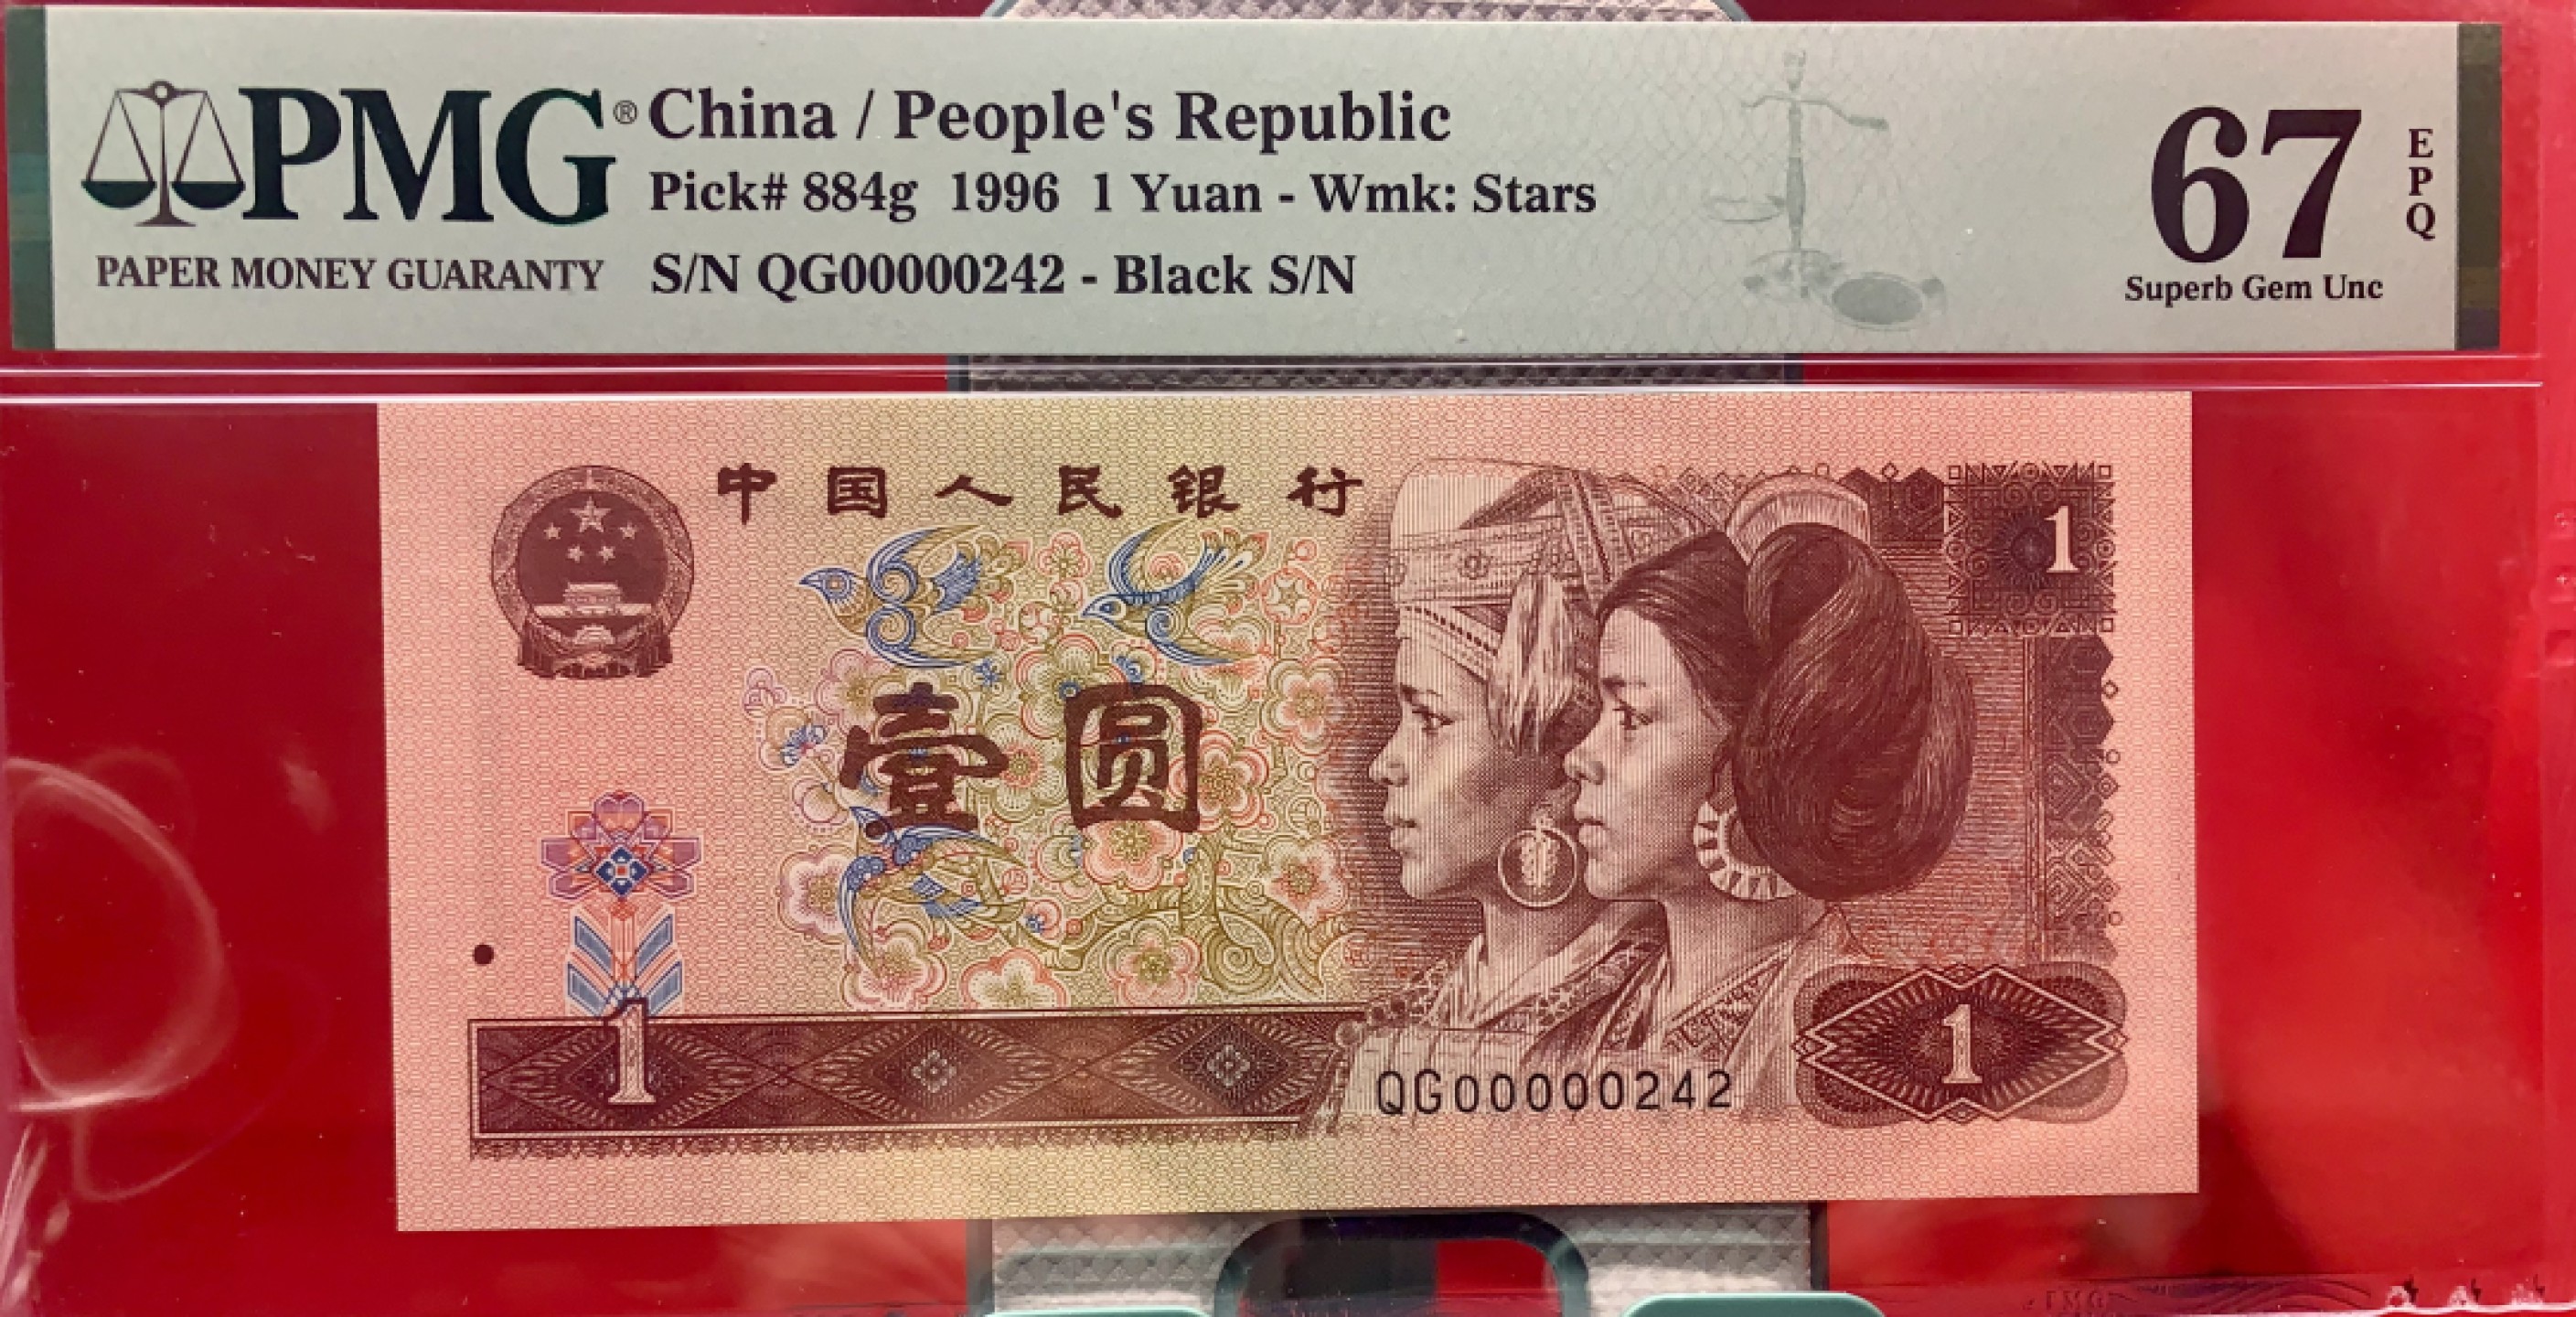 PMG®
PAPER MONEY GUARANTY
China / People's Republic
Pick# 884g 1996 1 Yuan - Wmk: Stars
S/N QG00000242 - Black S/N
67
EPQ
Superb Gem Unc
中国人民银行
1
壹圆
1
QG00000242
1